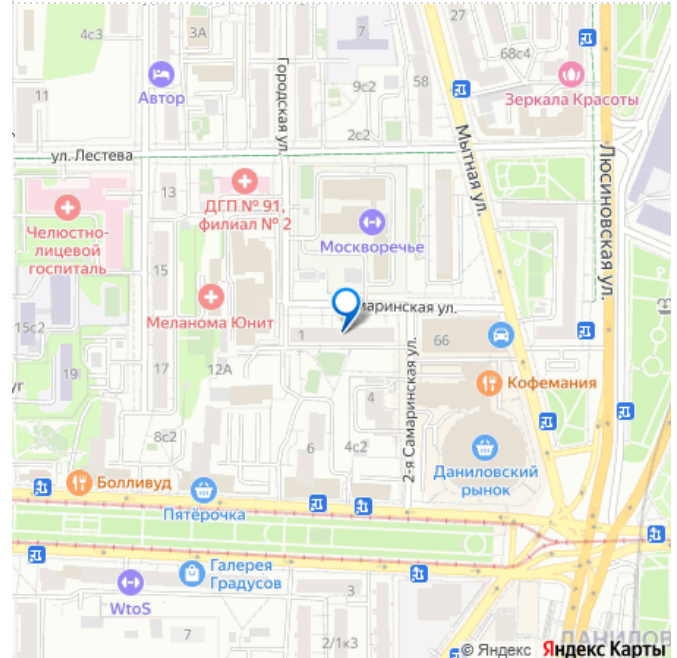 27
4с3
3А
7
68с4
Автор
Городская ул.
9с2
58
11
Зеркала Красоты
2с2
Мытная ул.
Люсиновская ул.
ул. Лестева
13
ДГП № 91,
филиал № 2
Челюстно-
лицевой
госпиталь
Москворечье
15
Меланома Юнит
маринская ул.
15с2
1
66
2-я Самаринская ул.
уг
19
17
12А
Кофемания
4
8с2
6
4с2
Даниловский
рынок
Болливуд
Пятёрочка
Галерея
Градусов
WtoS
3
7
2/1к3
ДАНИЛОВ
© Яндекс Яндекс Карты